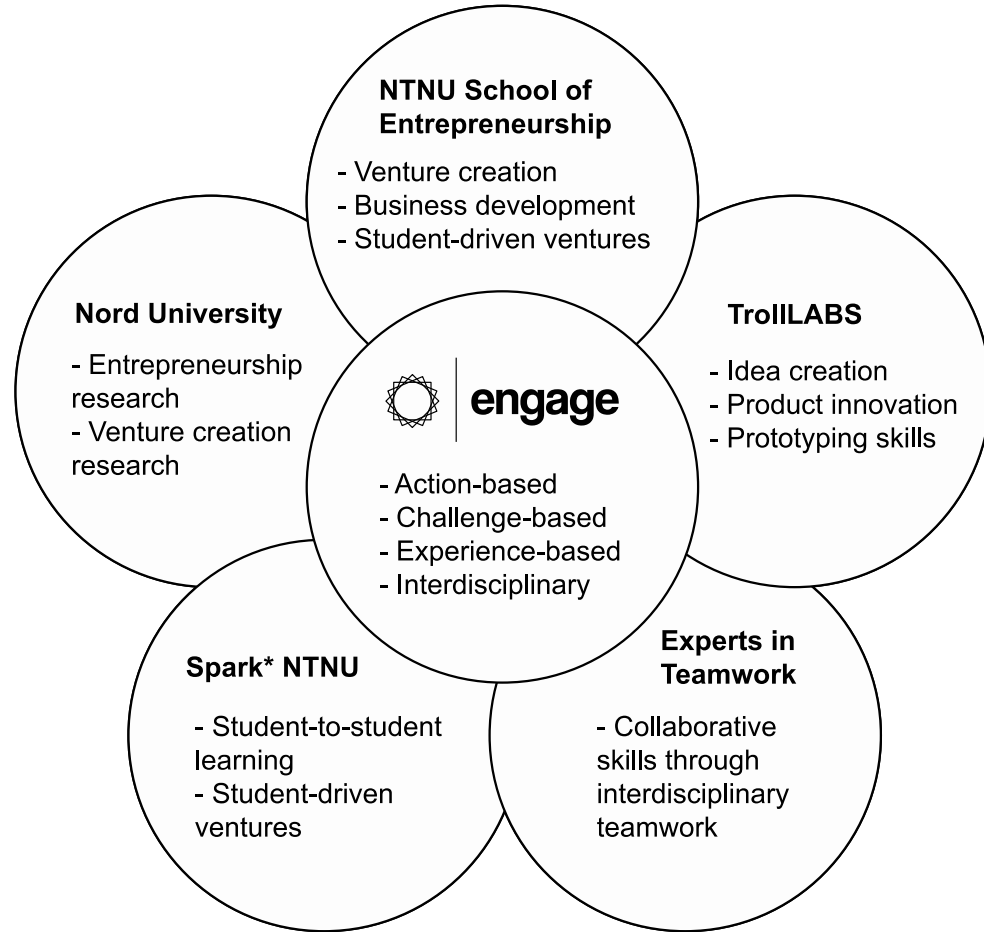 NTNU School of
Entrepreneurship
- Venture creation
- Business development
- Student-driven ventures
Nord University
- Entrepreneurship
research
- Venture creation
research
engage
- Action-based
- Challenge-based
- Experience-based
- Interdisciplinary
TrollLABS
- Idea creation
- Product innovation
- Prototyping skills
Spark* NTNU
- Student-to-student
learning
- Student-driven
ventures
Experts in
Teamwork
- Collaborative
skills through
interdisciplinary
teamwork